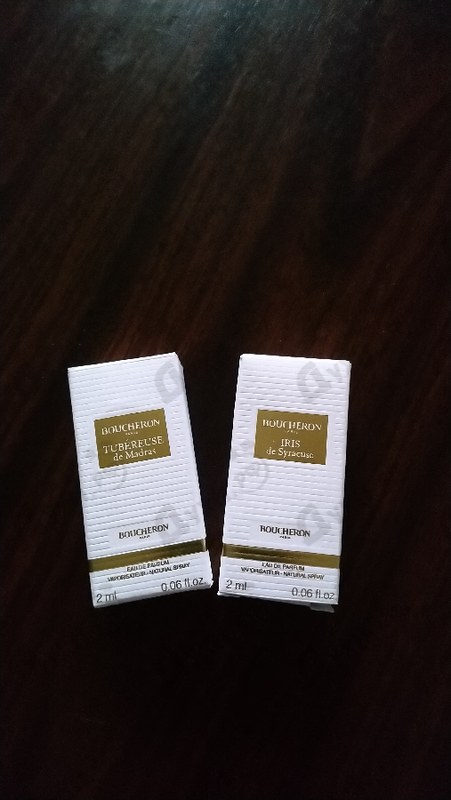 BOUCHERON
PARIS
TUBÉREUSE
de Madras
BOUCHERON
PARIS
EAU DE PARFUM
VAPORISATEUR - NATURAL SPRAY
2 ml 0.06 fl.oz
BOUCHERON
PARIS
IRIS
de Syracuse
BOUCHERON
PARIS
EAU DE PARFUM
VAPORISATEUR - NATURAL SPRAY
2 ml 0.06 fl.oz